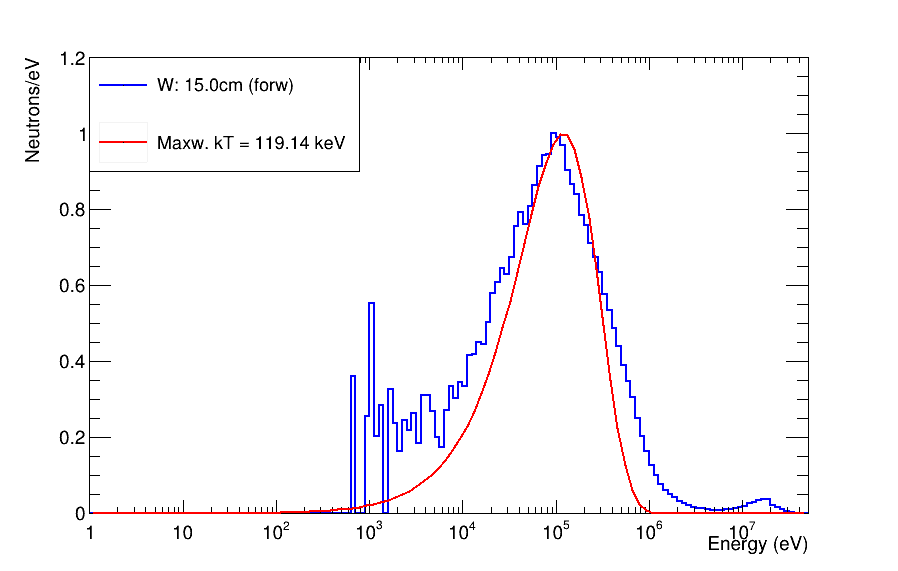 Neutrons/eV
1.2
1
0.8
0.6
0.4
0.2
0
W: 15.0cm (forw)
Maxw. kT = 119.14 keV
1 10 10² 10³ 10⁴ 10⁵ 10⁶ 10⁷
Energy (eV)